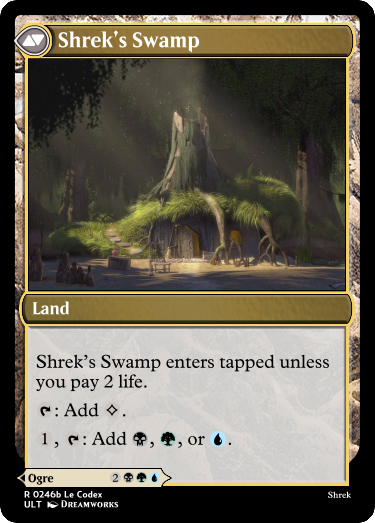 Shrek's Swamp
Land
Shrek's Swamp enters tapped unless
you pay 2 life.
: Add .
1 , : Add , , or .
Ogre 2
R 0246b Le Codex Shrek
ULT DREAMWORKS